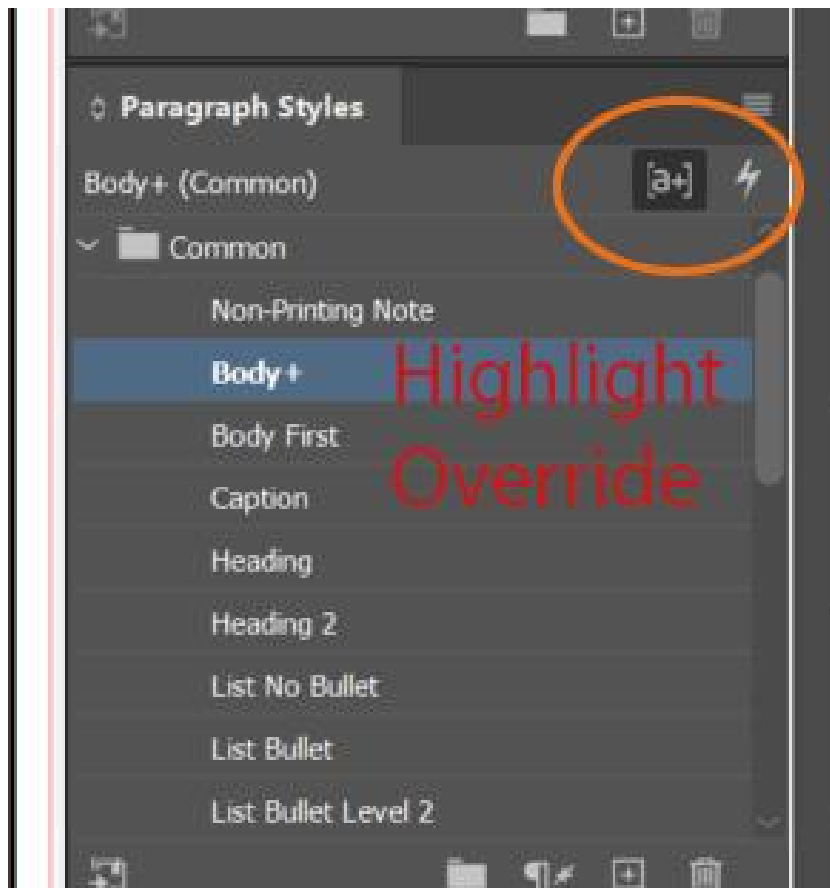 Paragraph Styles
Body+ (Common)
[a+]
Common
Non-Printing Note
Body+
Highlight
Override
Body First
Caption
Heading
Heading 2
List No Bullet
List Bullet
List Bullet Level 2